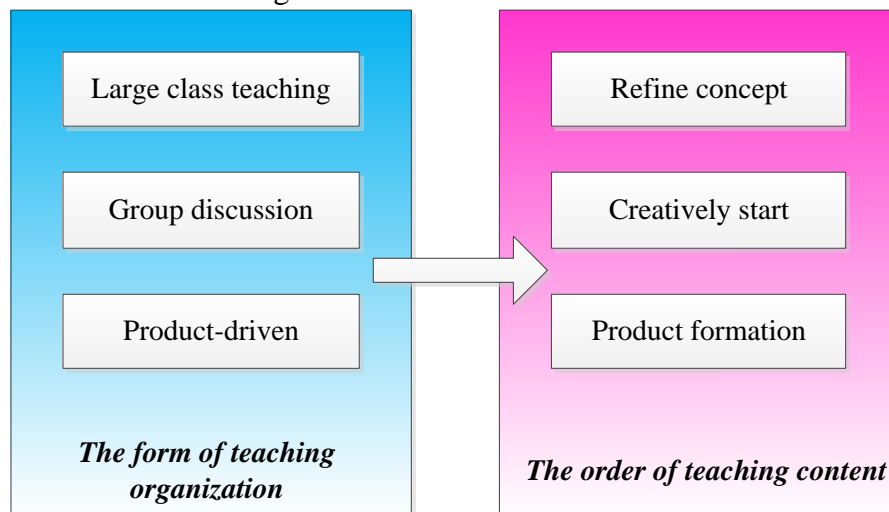 Large class teaching
Group discussion
Product-driven
The form of teaching
organization
Refine concept
Creatively start
Product formation
The order of teaching content